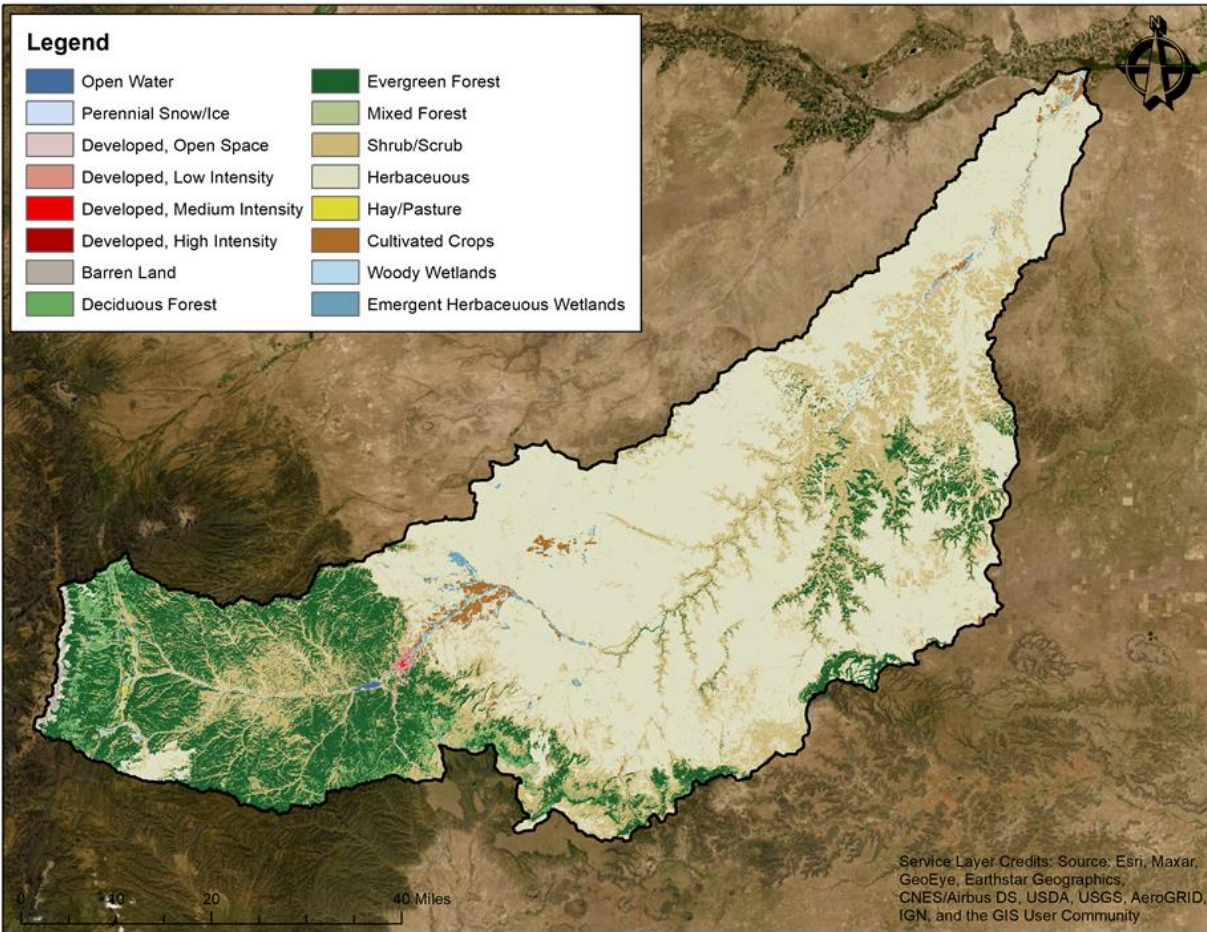 Legend
Open Water
Perennial Snow/Ice
Developed, Open Space
Developed, Low Intensity
Developed, Medium Intensity
Developed, High Intensity
Barren Land
Deciduous Forest
Evergreen Forest
Mixed Forest
Shrub/Scrub
Herbaceuous
Hay/Pasture
Cultivated Crops
Woody Wetlands
Emergent Herbaceuous Wetlands
N
0 10 20 40 Miles
Service Layer Credits: Source: Esri, Maxar,
GeoEye, Earthstar Geographics,
CNES/Airbus DS, USDA, USGS, AeroGRID,
IGN, and the GIS User Community